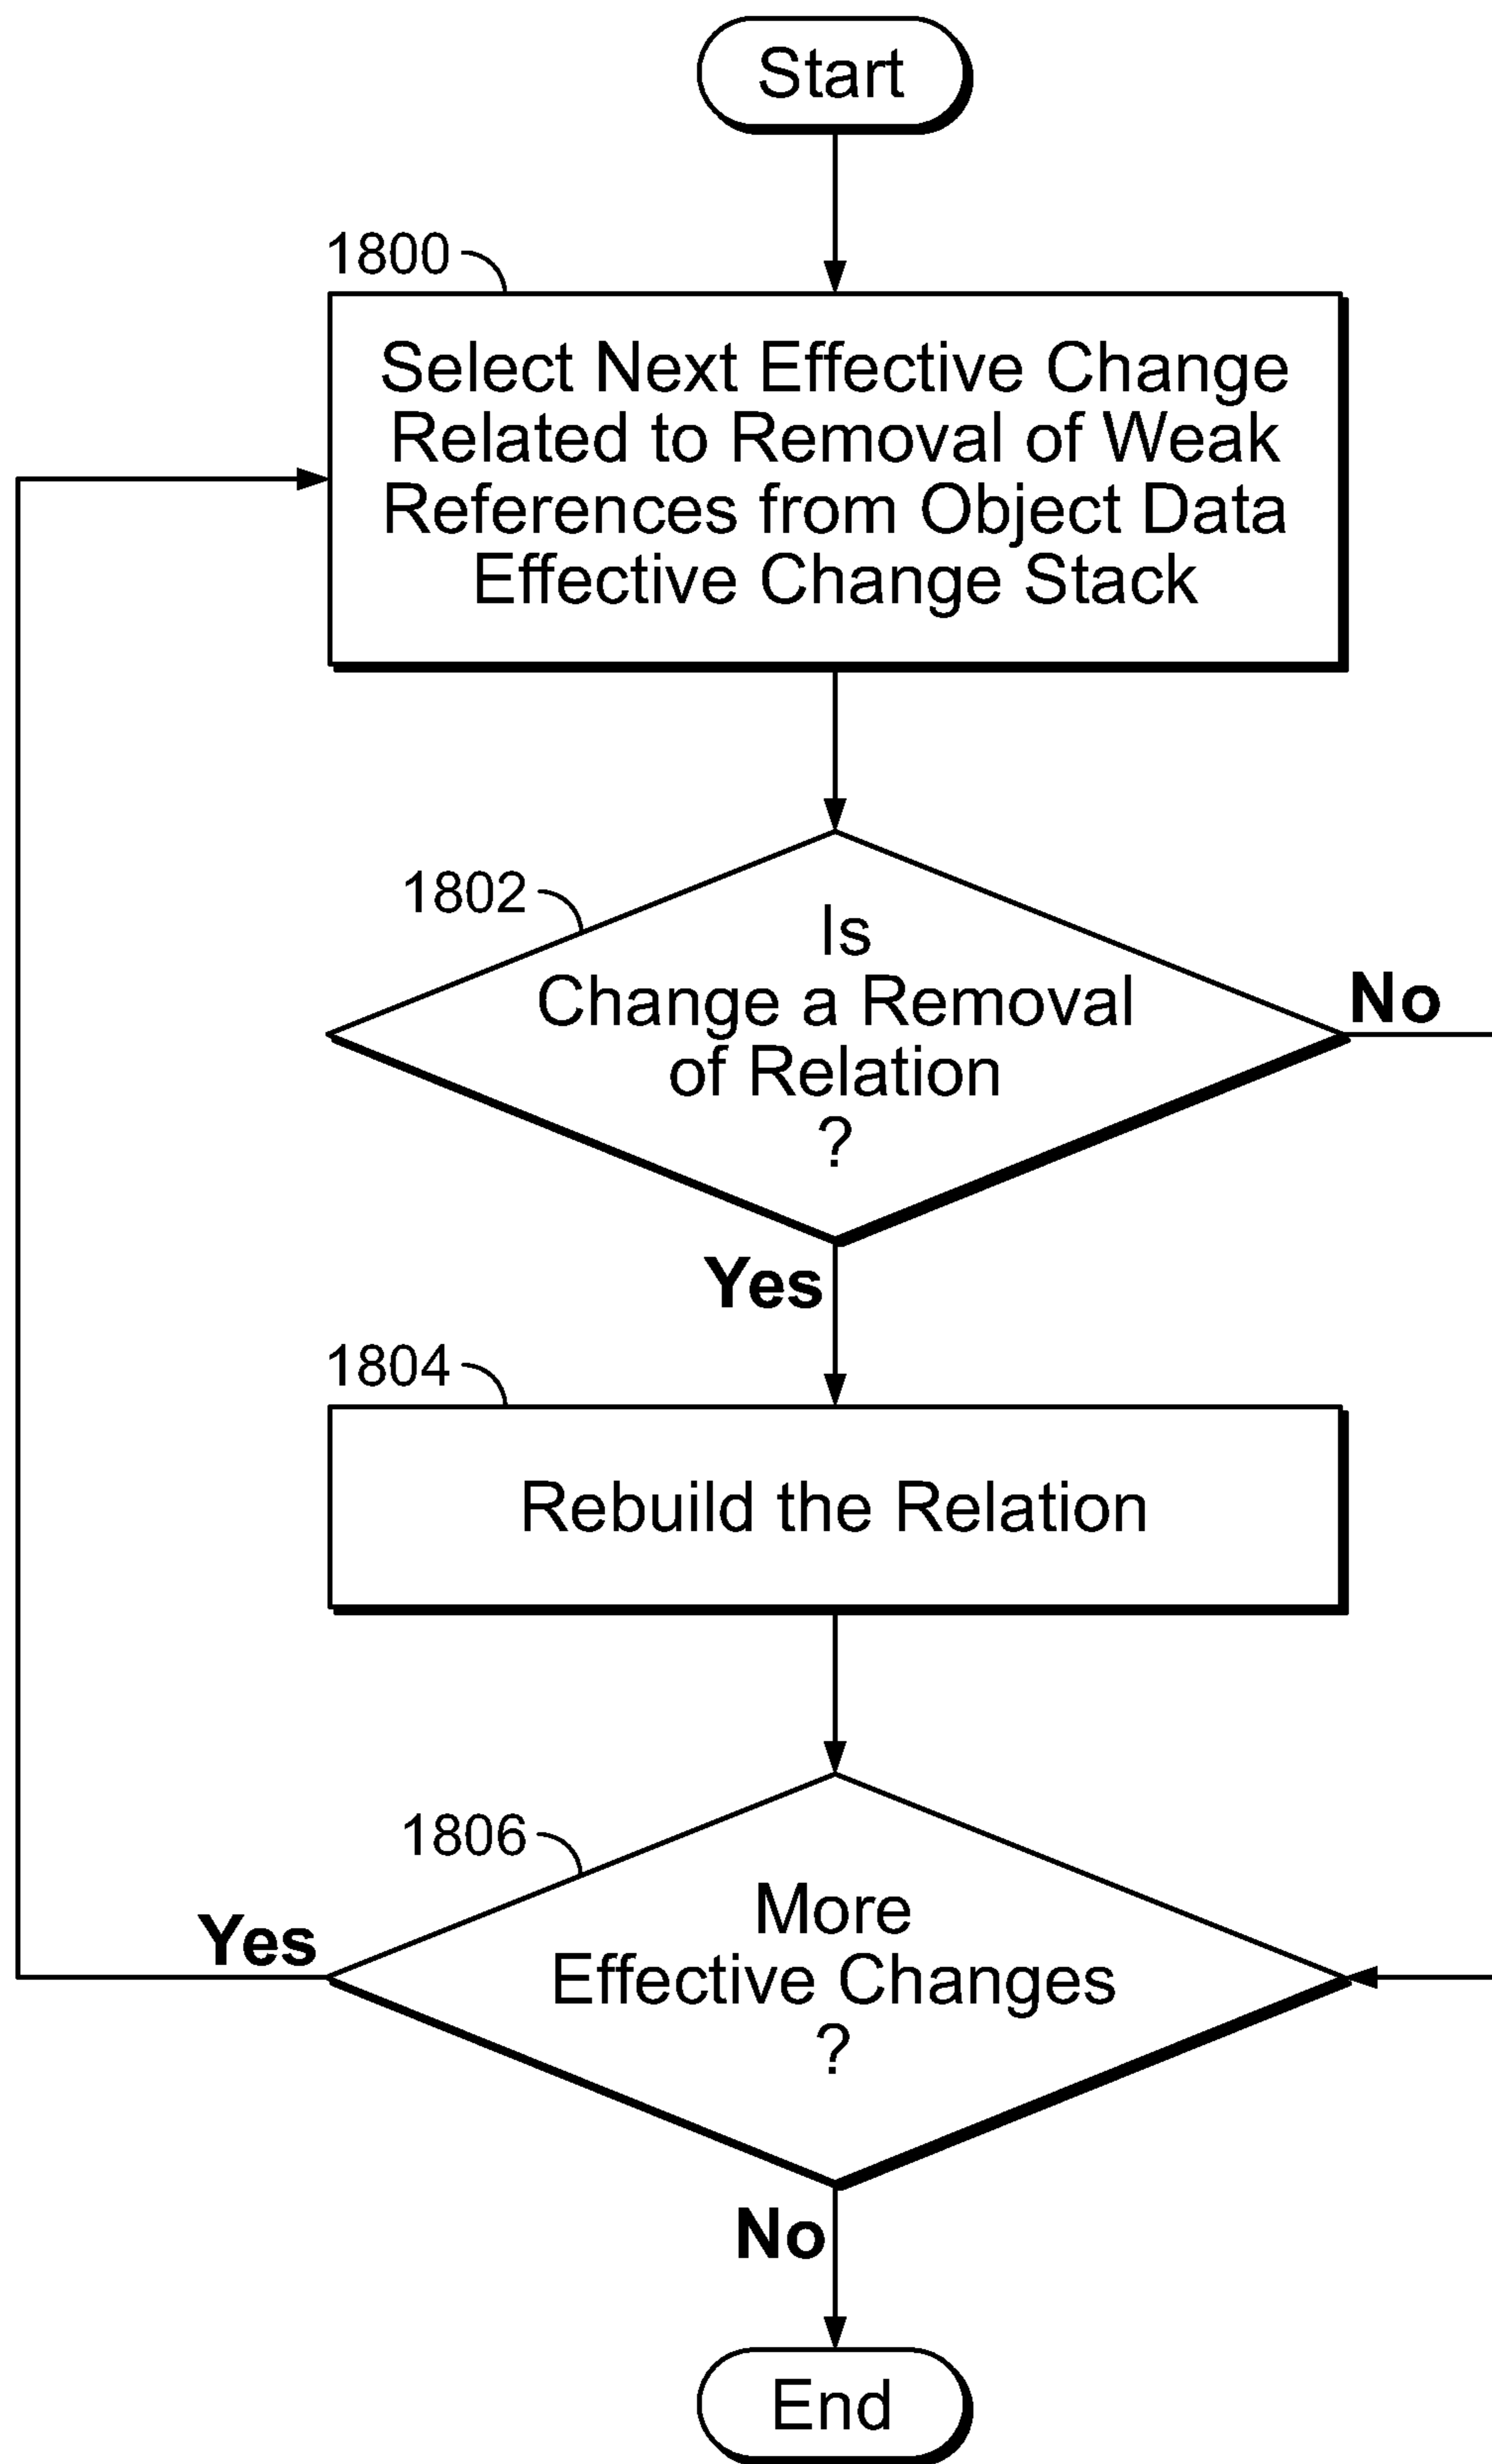 Start
1800
Select Next Effective Change
Related to Removal of Weak
References from Object Data
Effective Change Stack
1802
Is
Change a Removal
of Relation
?
No
Yes
1804
Rebuild the Relation
1806
More
Effective Changes
?
Yes
No
End